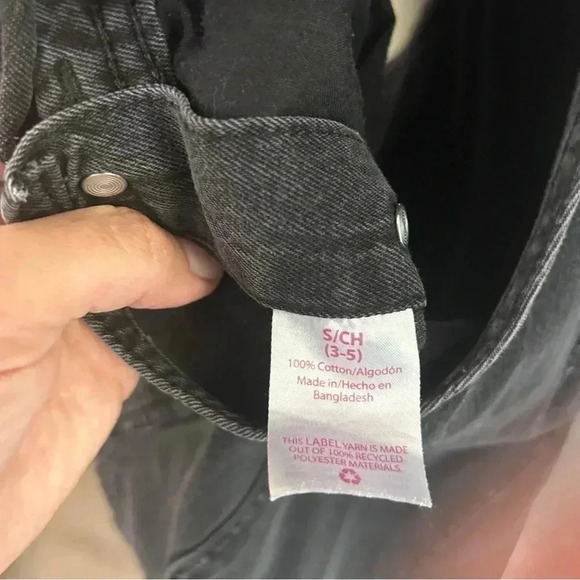 S/CH
(3-5)
100% Cotton/Algodón
Made in/Hecho en
Bangladesh
THIS LABEL YARN IS MADE
OUT OF 100% RECYCLED
POLYESTER MATERIALS.